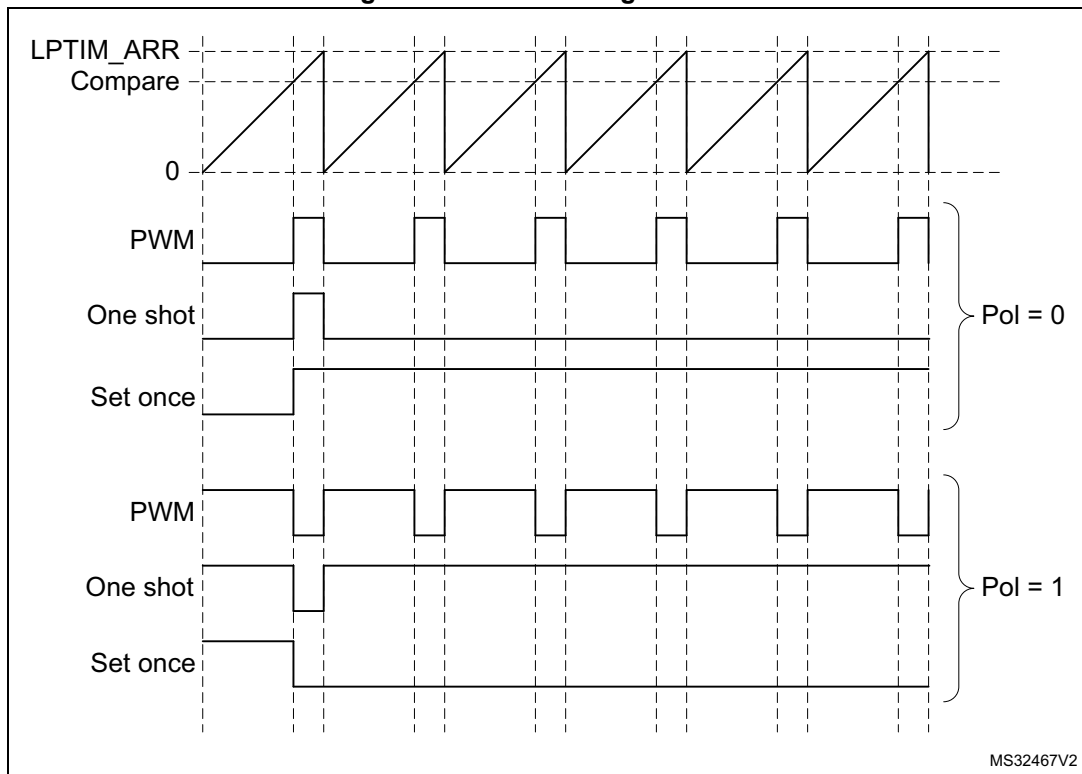 LPTIM_ARR
Compare
0
PWM
One shot
Pol = 0
Set once
PWM
One shot
Pol = 1
Set once
MS32467V2